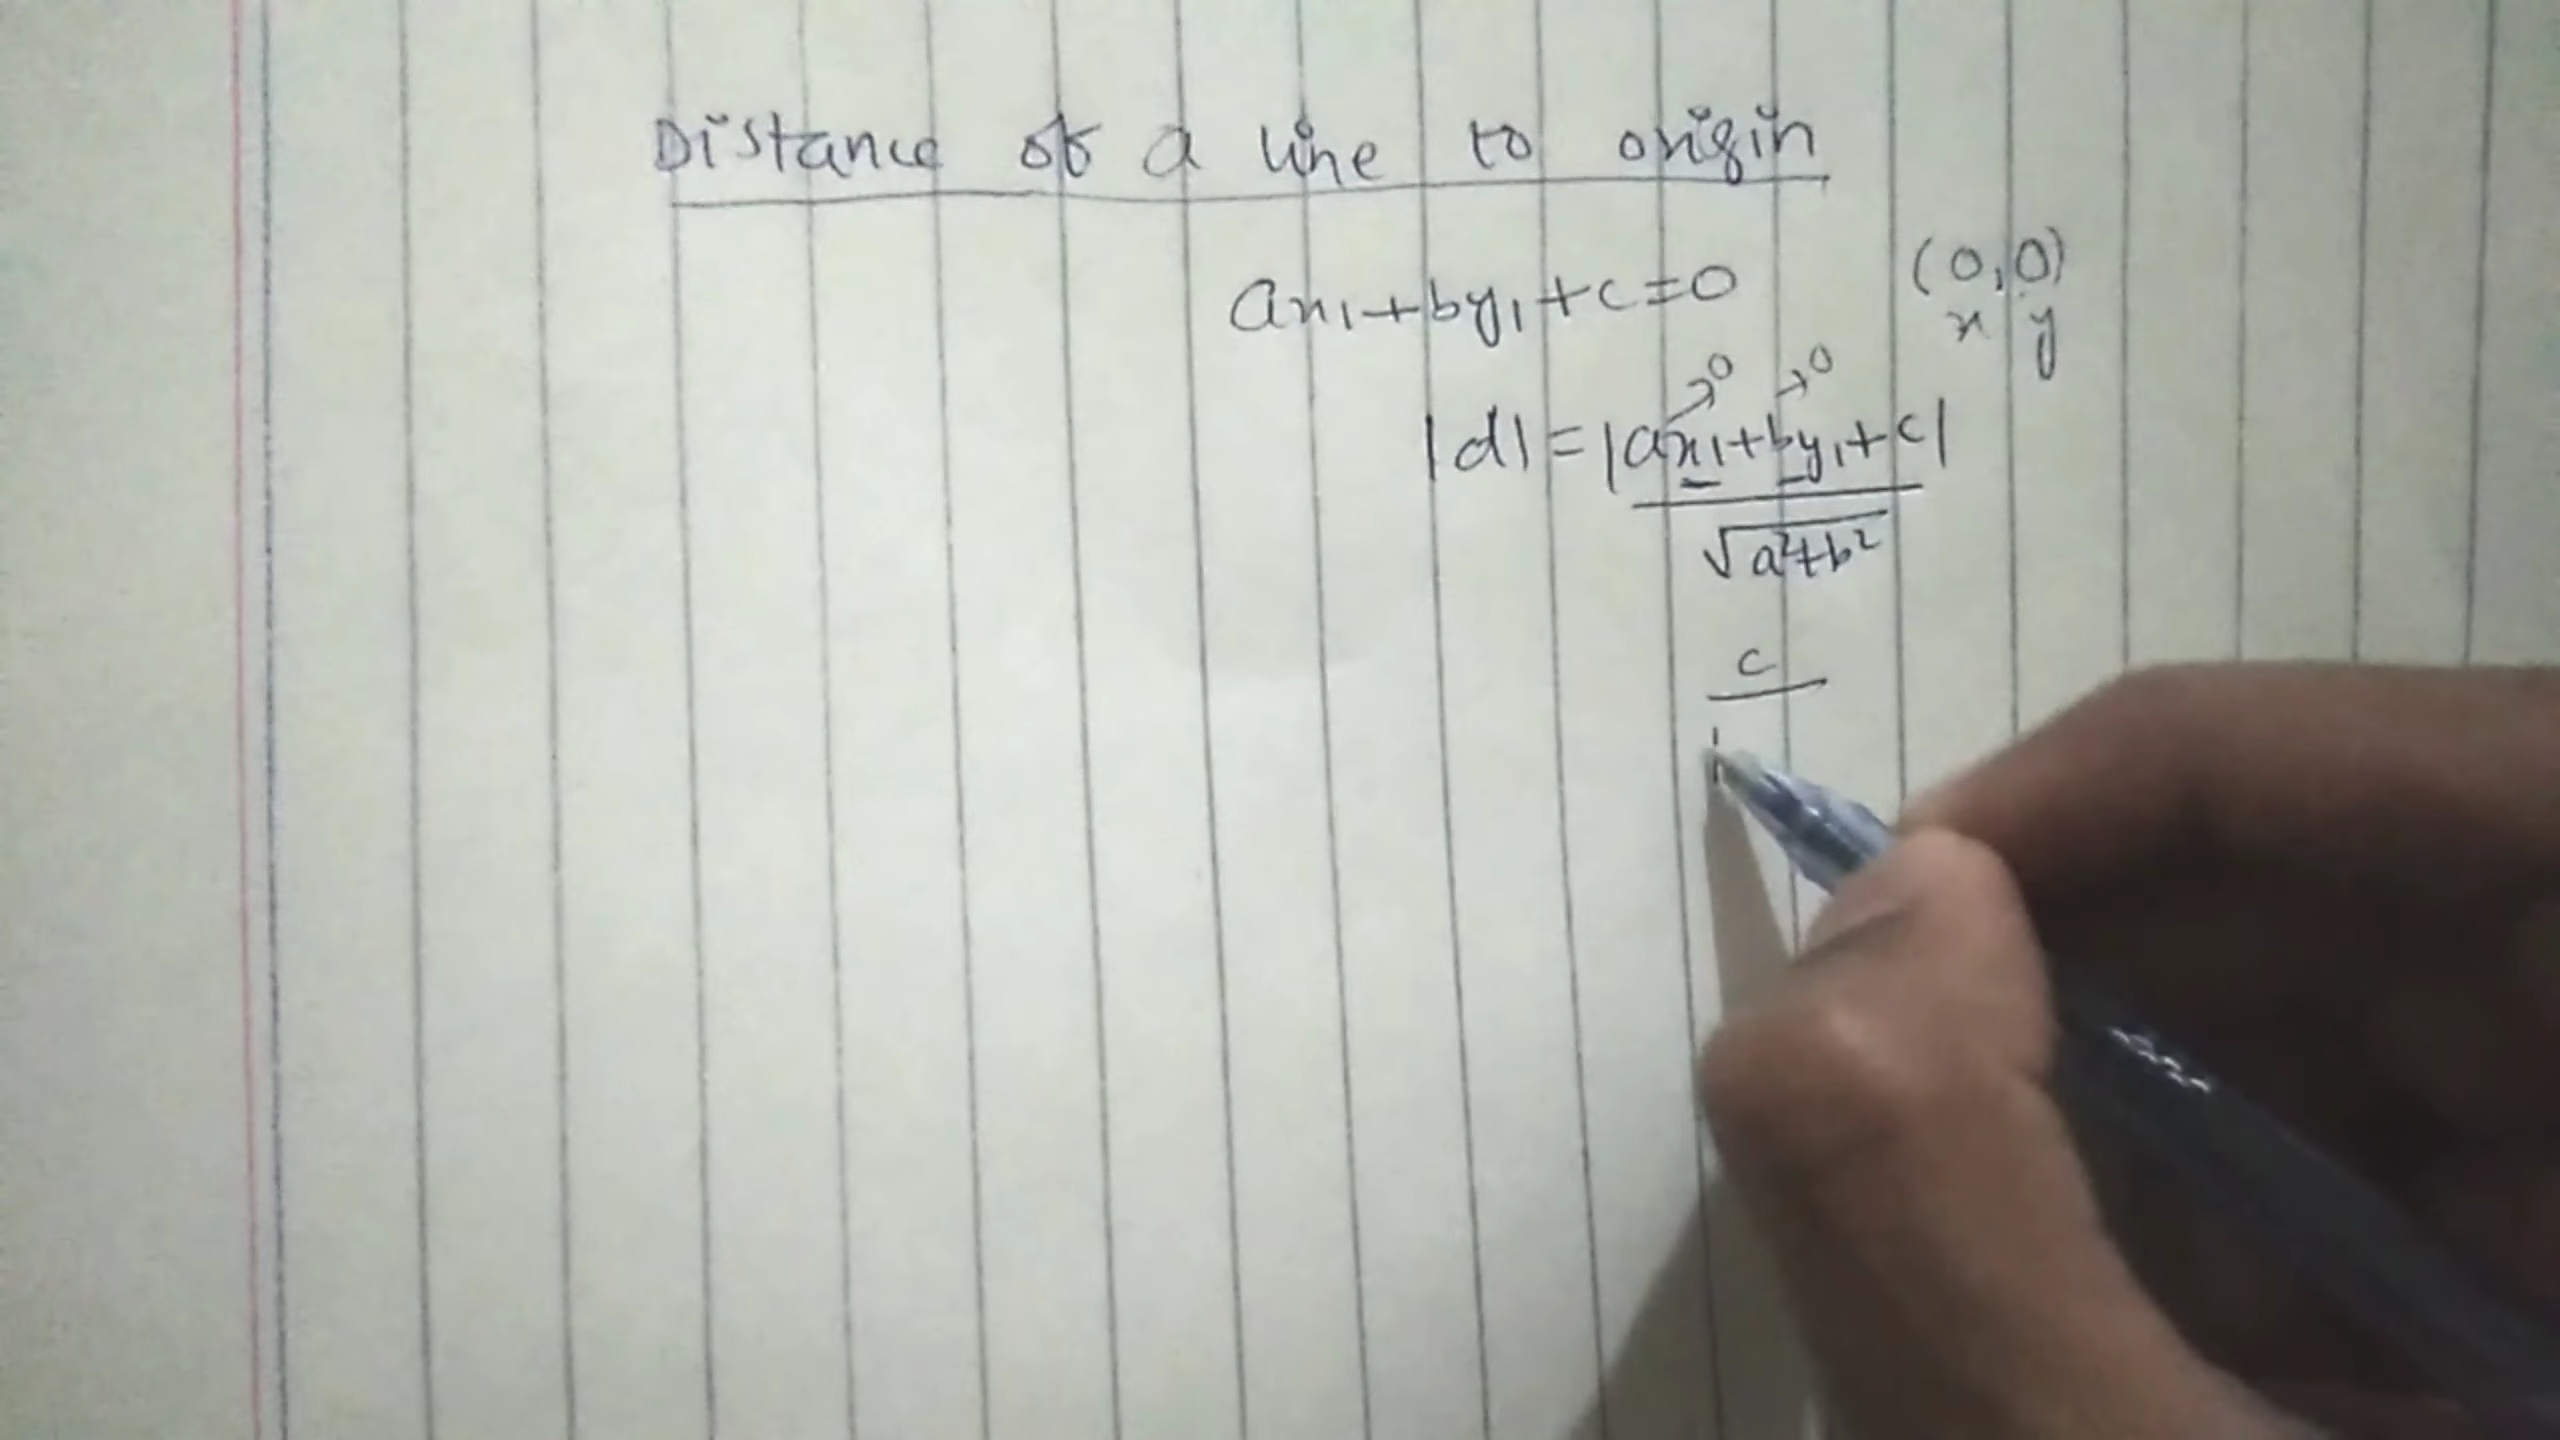 Distance of a line to origin
ax₁+by₁+c=0 (0,0)
x y
→0 →0
|d|=|ax₁+by₁+c|
√a²+b²
c